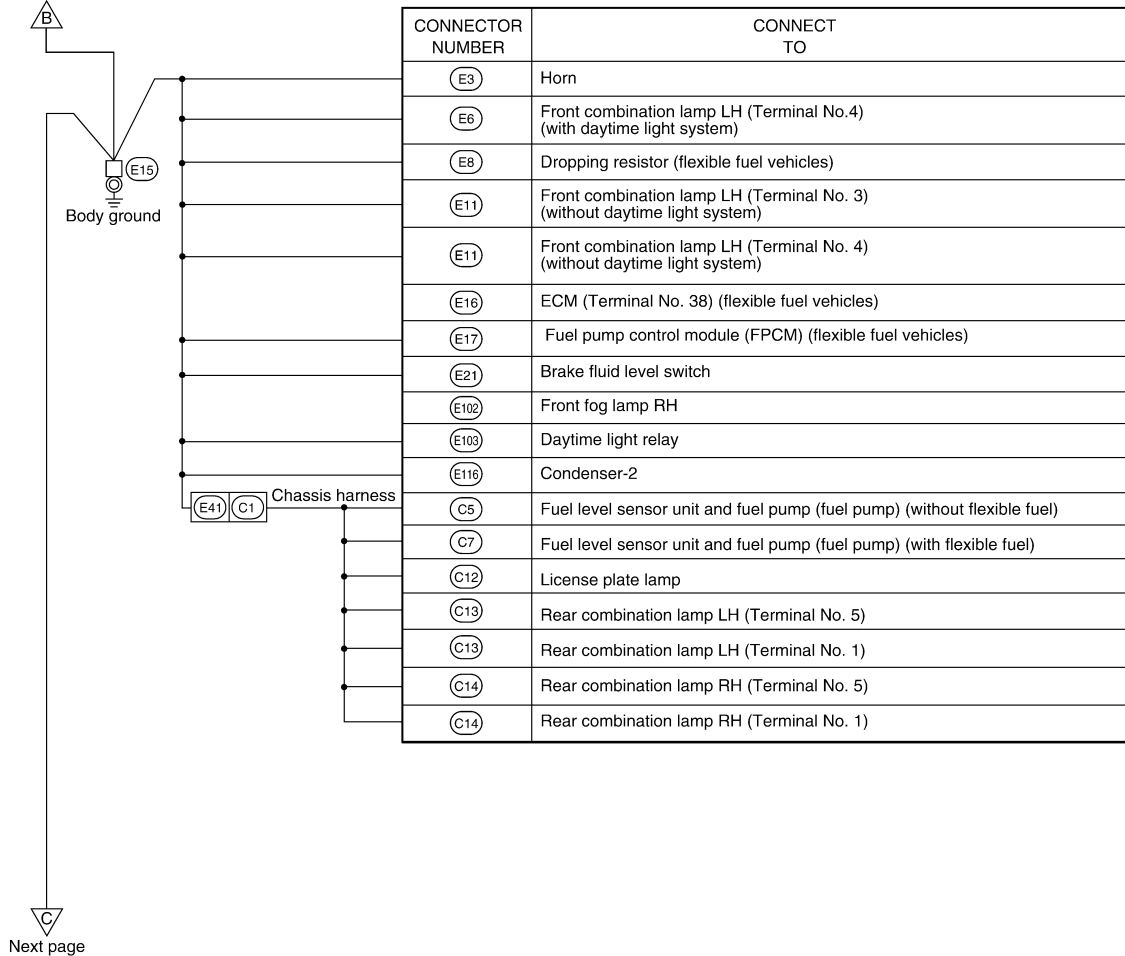 B
CONNECTOR
NUMBER
CONNECT
TO
E3 Horn
E6 Front combination lamp LH (Terminal No.4)
(with daytime light system)
E15
E8 Dropping resistor (flexible fuel vehicles)
Body ground
E11 Front combination lamp LH (Terminal No. 3)
(without daytime light system)
E11 Front combination lamp LH (Terminal No. 4)
(without daytime light system)
E16 ECM (Terminal No. 38) (flexible fuel vehicles)
E17 Fuel pump control module (FPCM) (flexible fuel vehicles)
E21 Brake fluid level switch
E102 Front fog lamp RH
E103 Daytime light relay
E116 Condenser-2
Chassis harness
E41 C1
C5 Fuel level sensor unit and fuel pump (fuel pump) (without flexible fuel)
C7 Fuel level sensor unit and fuel pump (fuel pump) (with flexible fuel)
C12 License plate lamp
C13 Rear combination lamp LH (Terminal No. 5)
C13 Rear combination lamp LH (Terminal No. 1)
C14 Rear combination lamp RH (Terminal No. 5)
C14 Rear combination lamp RH (Terminal No. 1)
C
Next page